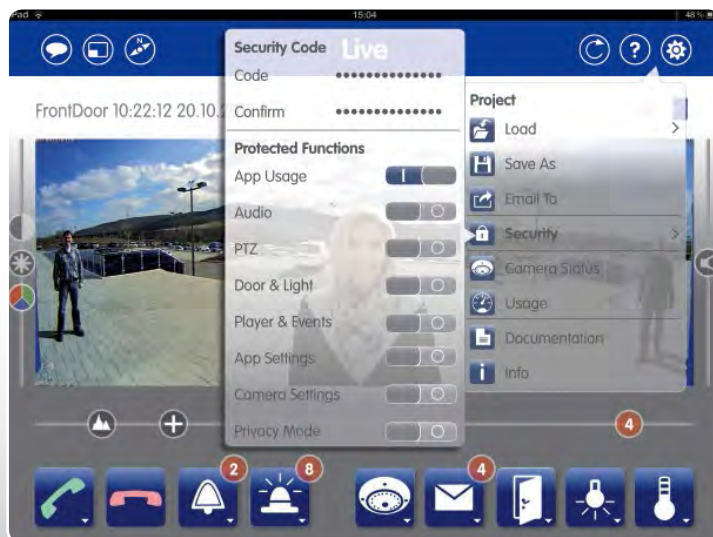 Pad
15:04
48 %
N
Live
?
FrontDoor 10:22:12 20.10.2
Security Code
Code ••••••••••••••
Confirm ••••••••••••••
Protected Functions
App Usage
Audio
PTZ
Door & Light
Player & Events
App Settings
Camera Settings
Privacy Mode
Project
Load
Save As
Email To
Security
Camera Status
Usage
Documentation
i Info
4
2
8
4